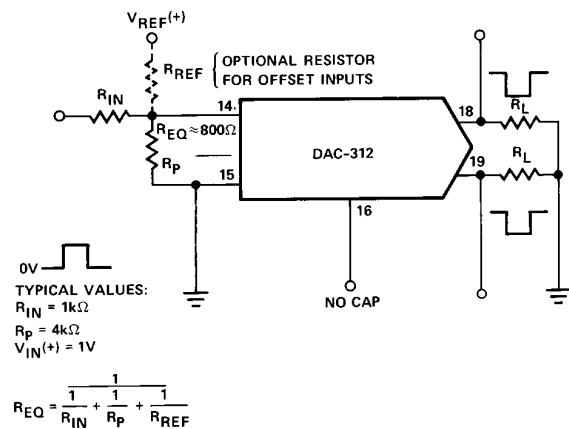 VREF(+)
RREF
OPTIONAL RESISTOR
FOR OFFSET INPUTS
RIN
14
REQ≈800Ω
RP
15
DAC-312
18
RL
19
RL
16
NO CAP
0V
TYPICAL VALUES:
RIN = 1kΩ
RP = 4kΩ
VIN(+) = 1V
REQ = 1 / (1/RIN + 1/RP + 1/RREF)